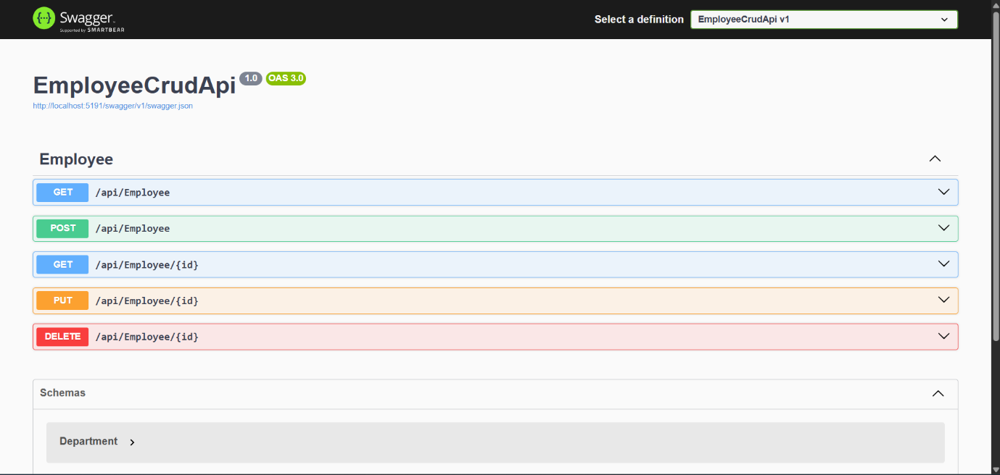 Swagger
Supported by SMARTBEAR
Select a definition
EmployeeCrudApi v1
EmployeeCrudApi 1.0 OAS 3.0
http://localhost:5191/swagger/v1/swagger.json
Employee
GET /api/Employee
POST /api/Employee
GET /api/Employee/{id}
PUT /api/Employee/{id}
DELETE /api/Employee/{id}
Schemas
Department